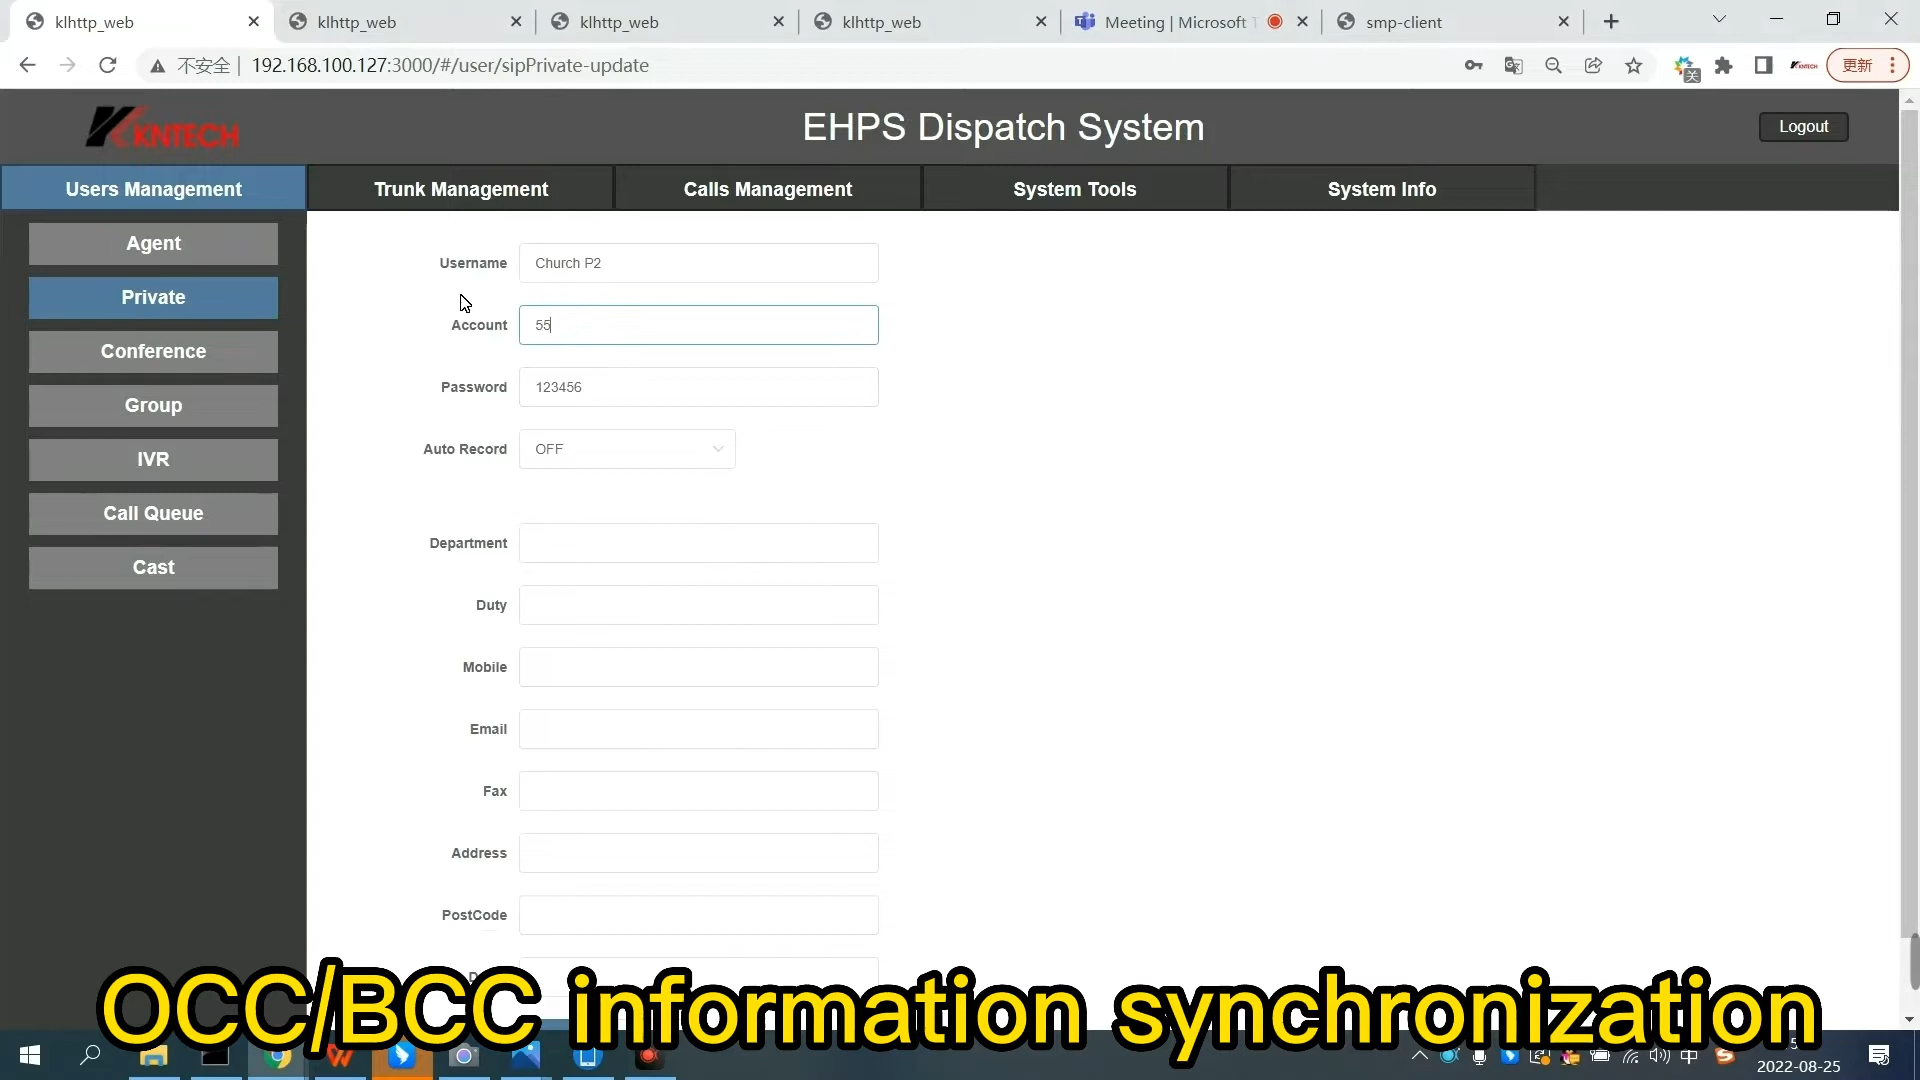 klhttp_web
klhttp_web
klhttp_web
klhttp_web
Meeting | Microsoft
smp-client
不安全
192.168.100.127:3000/#/user/sipPrivate-update
关
KNTECH
更新
KNTECH
EHPS Dispatch System
Logout
Users Management
Trunk Management
Calls Management
System Tools
System Info
Agent
Private
Conference
Group
IVR
Call Queue
Cast
Username
Church P2
Account
55
Password
123456
Auto Record
OFF
Department
Duty
Mobile
Email
Fax
Address
PostCode
OCC/BCC information synchronization
中
2022-08-25